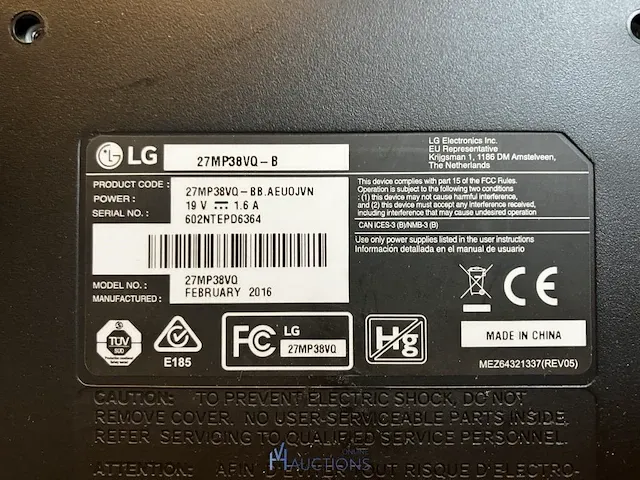 LG 27MP38VQ-B
LG Electronics Inc.
EU Representative
Krijgsman 1, 1186 DM Amstelveen,
The Netherlands
PRODUCT CODE : 27MP38VQ-BB.AEUOJVN
POWER : 19 V 1.6 A
SERIAL NO. : 602NTEPD6364
This device complies with part 15 of the FCC Rules.
Operation is subject to the following two conditions
: (1) this device may not cause harmful interference,
and (2) this device must accept any interference received,
including interference that may cause undesired operation
CAN ICES-3 (B)/NMB-3 (B)
Use only power supplies listed in the user instructions
Información detallada en el manual de usuario
MODEL NO. : 27MP38VQ
MANUFACTURED : FEBRUARY 2016
CE
TÜV
SÜD
E185
FC LG
27MP38VQ
Hg
MADE IN CHINA
MEZ64321337(REV05)
CAUTION: TO PREVENT ELECTRIC SHOCK, DO NOT
REMOVE COVER. NO USER-SERVICEABLE PARTS INSIDE,
REFER SERVICING TO QUALIFIED SERVICE PERSONNEL.
AUCTIONS
ATTENTION: AFIN D'EVITER TOUT RISQUE D'ELECTRO-